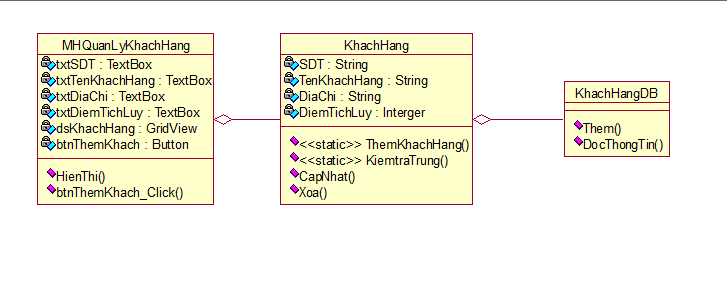 MHQuanLyKhachHang
txtSDT : TextBox
txtTenKhachHang : TextBox
txtDiaChi : TextBox
txtDiemTichLuy : TextBox
dsKhachHang : GridView
btnThemKhach : Button
HienThi()
btnThemKhach_Click()
KhachHang
SDT : String
TenKhachHang : String
DiaChi : String
DiemTichLuy : Interger
<<static>> ThemKhachHang()
<<static>> KiemtraTrung()
CapNhat()
Xoa()
KhachHangDB
Them()
DocThongTin()